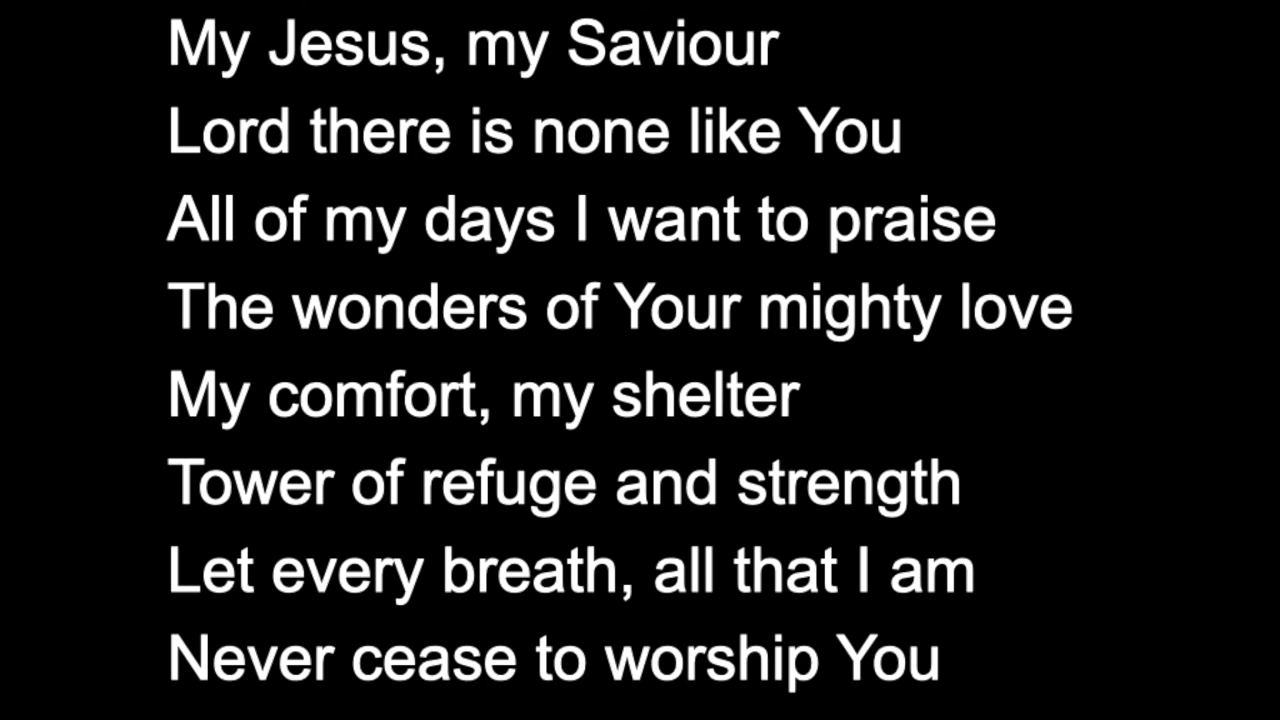 My Jesus, my Saviour
Lord there is none like You
All of my days I want to praise
The wonders of Your mighty love
My comfort, my shelter
Tower of refuge and strength
Let every breath, all that I am
Never cease to worship You